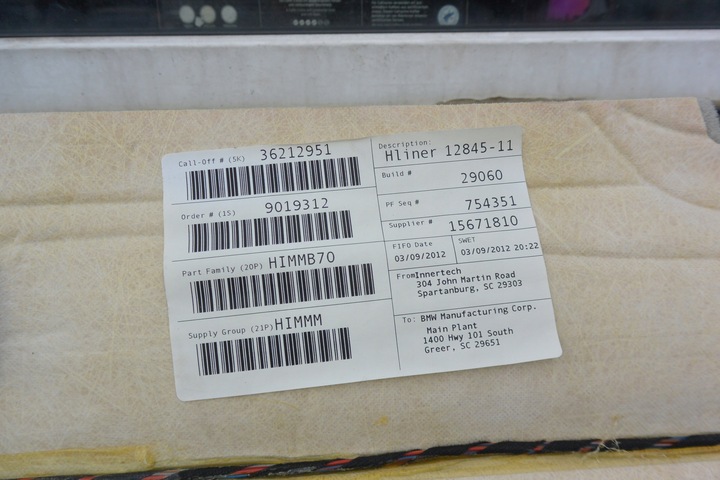 Call-Off # (5K) 36212951
Order # (1S) 9019312
Part Family (20P) HIMMB70
Supply Group (21P) HIMMM
Description:
Hliner 12845-11
Build # 29060
PF Seq # 754351
Supplier # 15671810
FIFO Date
03/09/2012
SWET
03/09/2012 20:22
From Innertech
304 John Martin Road
Spartanburg, SC 29303
To: BMW Manufacturing Corp.
Main Plant
1400 Hwy 101 South
Greer, SC 29651